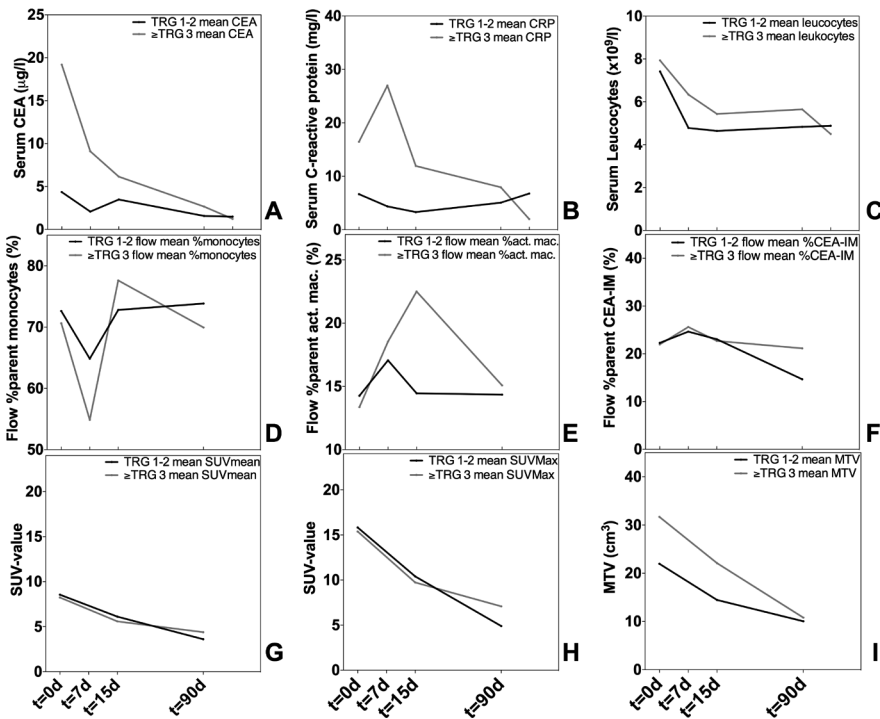 TRG 1-2 mean CEA
≥TRG 3 mean CEA
Serum CEA (µg/l)
25
20
15
10
5
0
A
TRG 1-2 mean CRP
≥TRG 3 mean CRP
Serum C-reactive protein (mg/l)
40
30
20
10
0
B
TRG 1-2 mean leucocytes
≥TRG 3 mean leukocytes
Serum Leucocytes (x10⁹/l)
10
8
6
4
2
0
C
TRG 1-2 flow mean %monocytes
≥TRG 3 flow mean %monocytes
Flow %parent monocytes (%)
80
70
60
50
D
TRG 1-2 flow mean %act. mac.
≥TRG 3 flow mean %act. mac.
Flow %parent act. mac. (%)
25
20
15
10
E
TRG 1-2 flow mean %CEA-IM
≥TRG 3 flow mean %CEA-IM
Flow %parent CEA-IM (%)
40
30
20
10
0
F
TRG 1-2 mean SUVmean
≥TRG 3 mean SUVmean
SUV-value
20
15
10
5
0
t=0d
t=7d
t=15d
t=90d
G
TRG 1-2 mean SUVMax
≥TRG 3 mean SUVMax
SUV-value
20
15
10
5
0
t=0d
t=7d
t=15d
t=90d
H
TRG 1-2 mean MTV
≥TRG 3 mean MTV
MTV (cm³)
40
30
20
10
0
t=0d
t=7d
t=15d
t=90d
I